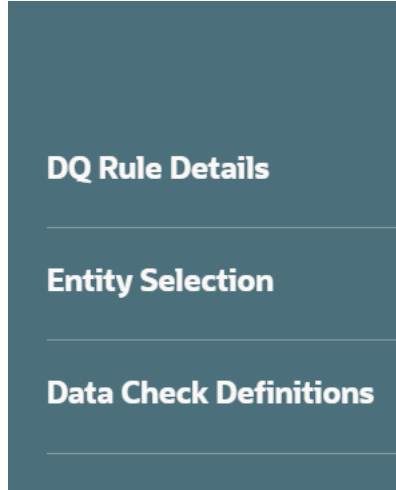 DQ Rule Details
Entity Selection
Data Check Definitions